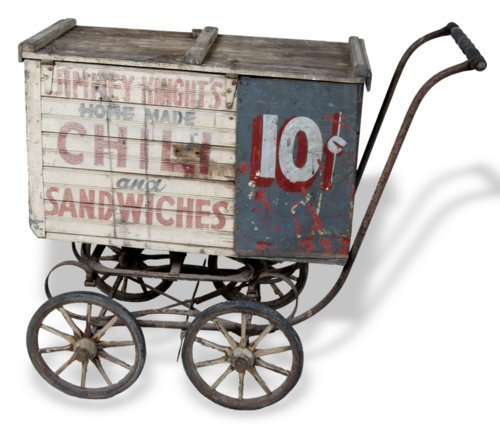 JIMMEY KNIGHT'S
HOME MADE
CHILI
and
SANDWICHES
10¢